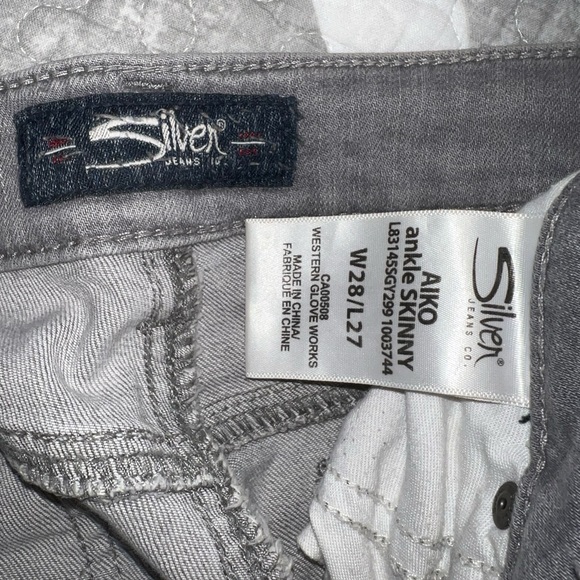 Silver®
JEANS CO
Silver®
JEANS CO.
AIKO
ankle SKINNY
L83145SGY299 1003744
W28/L27
CA00508
WESTERN GLOVE WORKS
MADE IN CHINA/
FABRIQUÉ EN CHINE